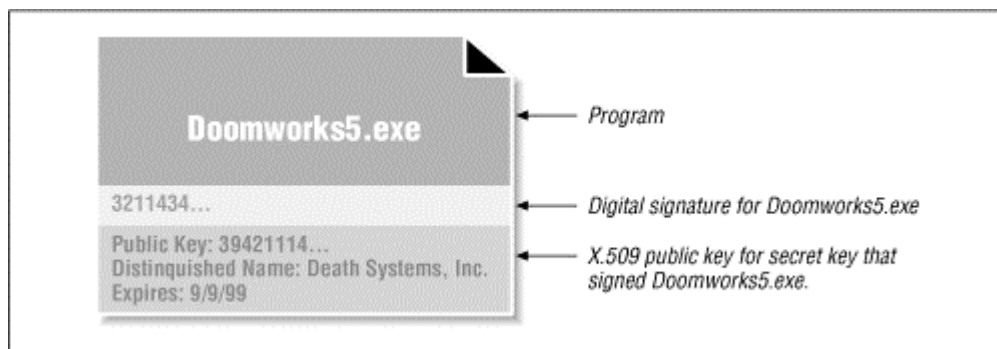 Doomworks5.exe
Program
3211434...
Digital signature for Doomworks5.exe
Public Key: 39421114...
Distinquished Name: Death Systems, Inc.
Expires: 9/9/99
X.509 public key for secret key that
signed Doomworks5.exe.